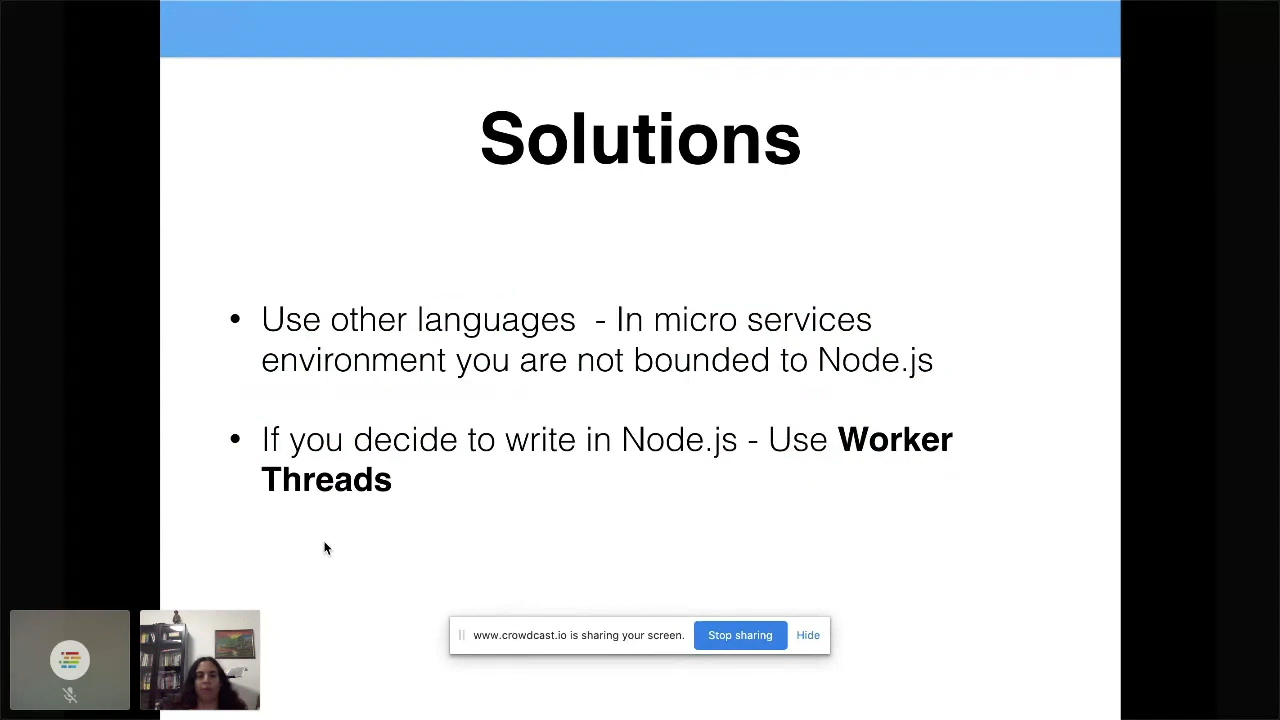 Solutions
• Use other languages - In micro services
environment you are not bounded to Node.js
• If you decide to write in Node.js - Use Worker
Threads
www.crowdcast.io is sharing your screen. Stop sharing Hide